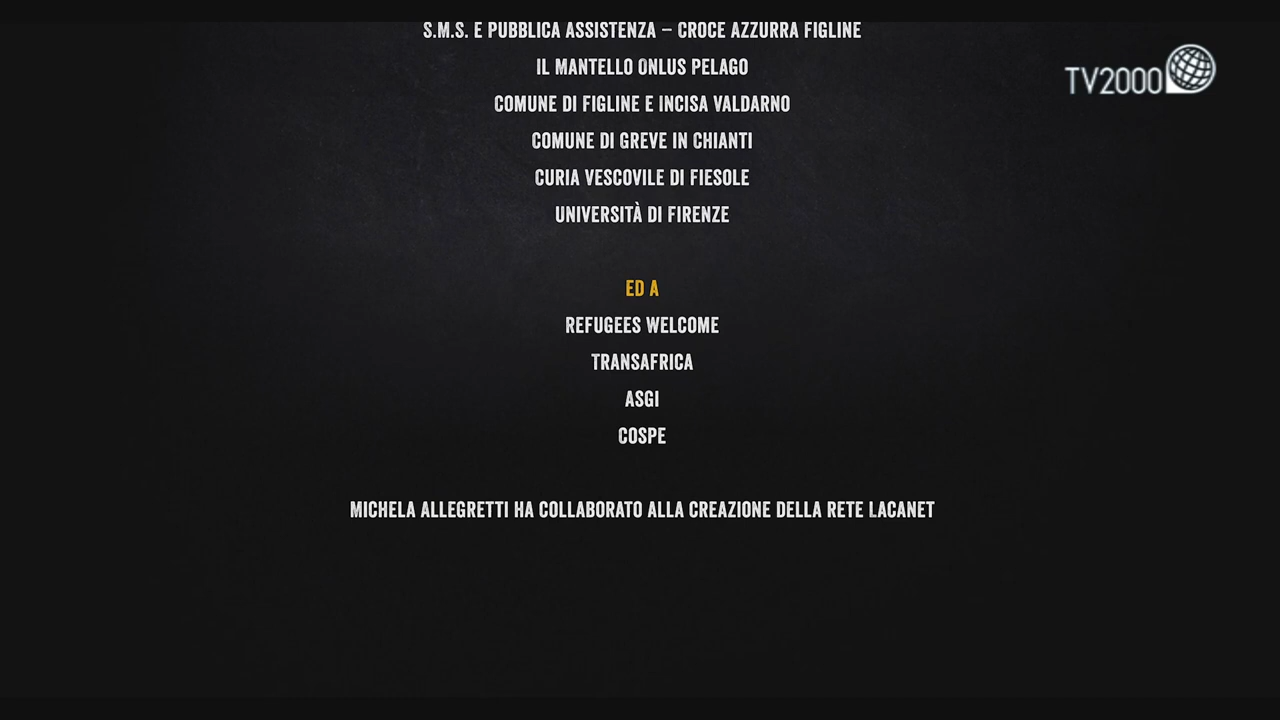 S.M.S. E PUBBLICA ASSISTENZA – CROCE AZZURRA FIGLINE
TV2000
IL MANTELLO ONLUS PELAGO
COMUNE DI FIGLINE E INCISA VALDARNO
COMUNE DI GREVE IN CHIANTI
CURIA VESCOVILE DI FIESOLE
UNIVERSITÀ DI FIRENZE
ED A
REFUGEES WELCOME
TRANSAFRICA
ASGI
COSPE
MICHELA ALLEGRETTI HA COLLABORATO ALLA CREAZIONE DELLA RETE LACANET